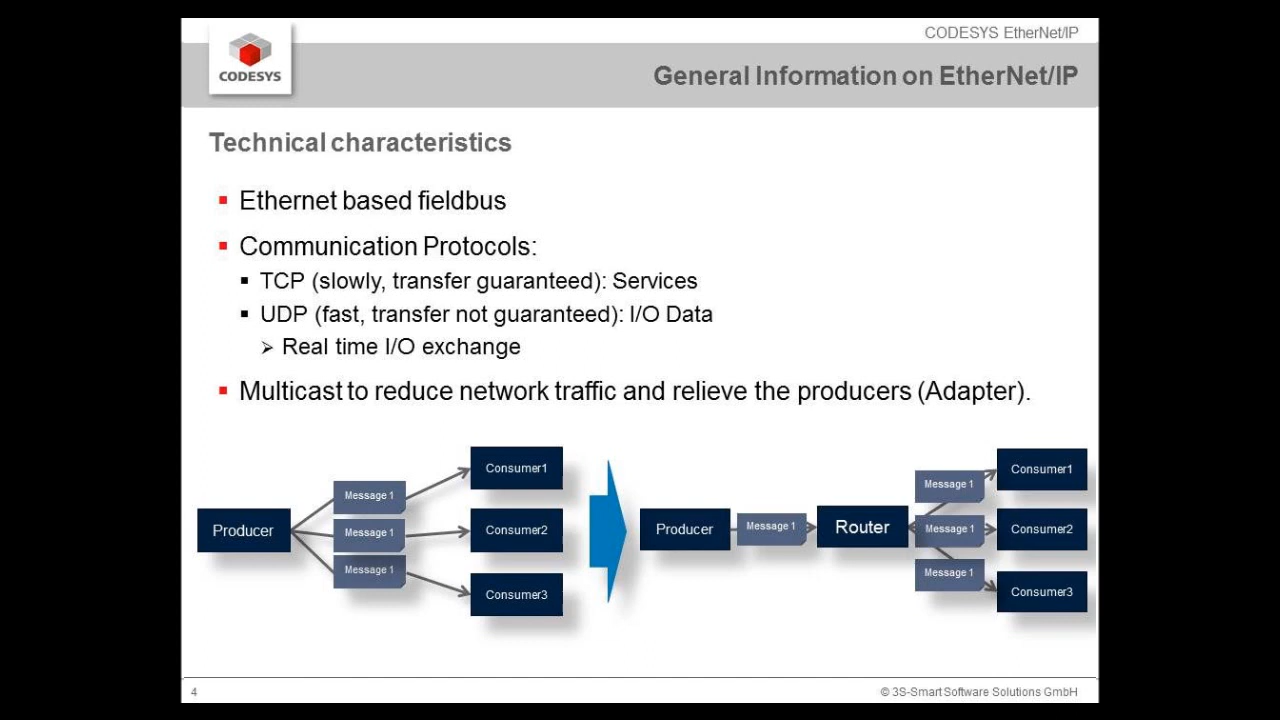 CODESYS EtherNet/IP
CODESYS
General Information on EtherNet/IP
Technical characteristics
Ethernet based fieldbus
Communication Protocols:
TCP (slowly, transfer guaranteed): Services
UDP (fast, transfer not guaranteed): I/O Data
Real time I/O exchange
Multicast to reduce network traffic and relieve the producers (Adapter).
Producer
Message 1
Message 1
Message 1
Consumer1
Consumer2
Consumer3
Producer
Message 1
Router
Message 1
Message 1
Message 1
Consumer1
Consumer2
Consumer3
4
© 3S-Smart Software Solutions GmbH